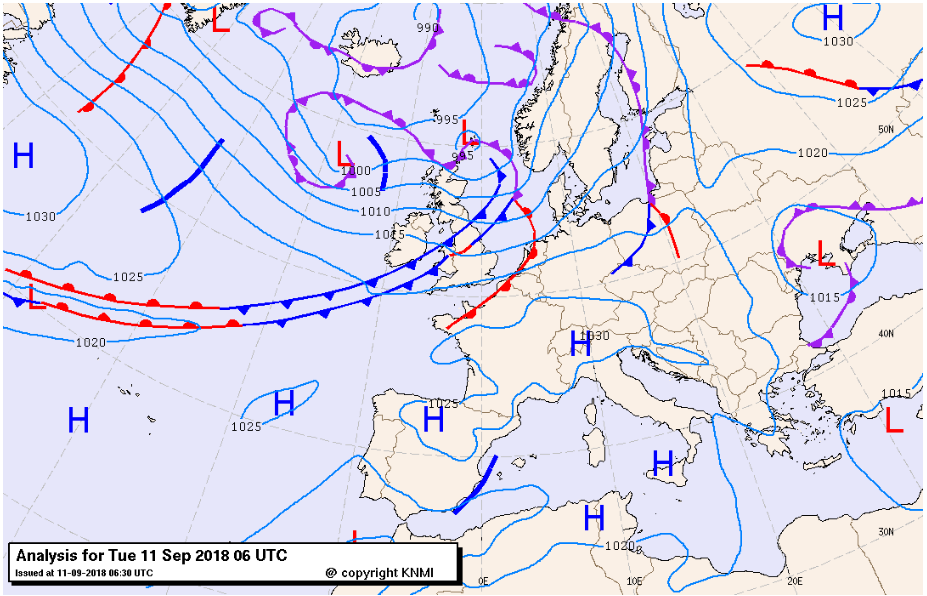 L
990
H
1030
1025
50N
995
L
995
1020
H
L
1000
1005
1010
1015
1030
1025
L
1015
L
1020
40N
H
1030
1015
H
1025
H
H
1025
L
H
H
L
1020
30N
Analysis for Tue 11 Sep 2018 06 UTC
Issued at 11-09-2018 06:30 UTC
@ copyright KNMI
0E
10E
20E